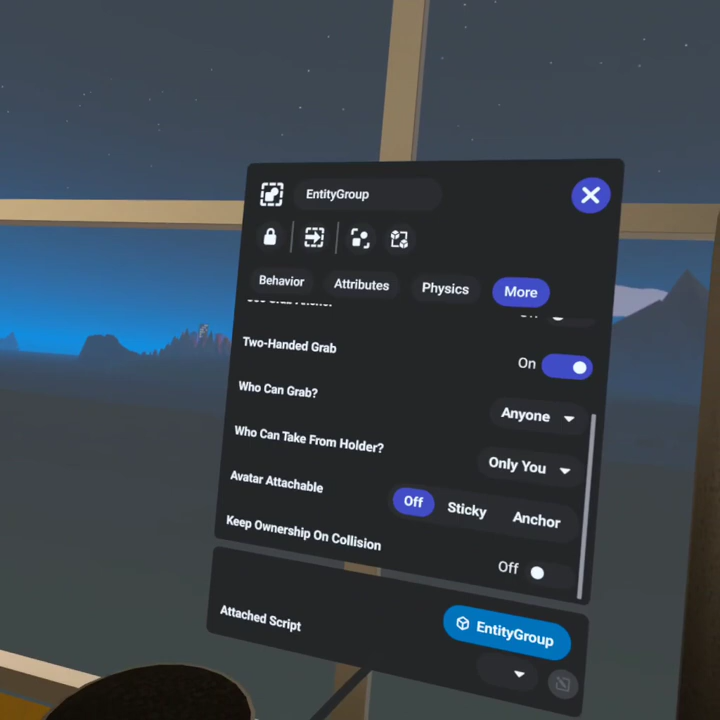 EntityGroup
Behavior
Attributes
Physics
More
Two-Handed Grab
On
Who Can Grab?
Anyone
Who Can Take From Holder?
Only You
Avatar Attachable
Off
Sticky
Anchor
Keep Ownership On Collision
Off
Attached Script
EntityGroup